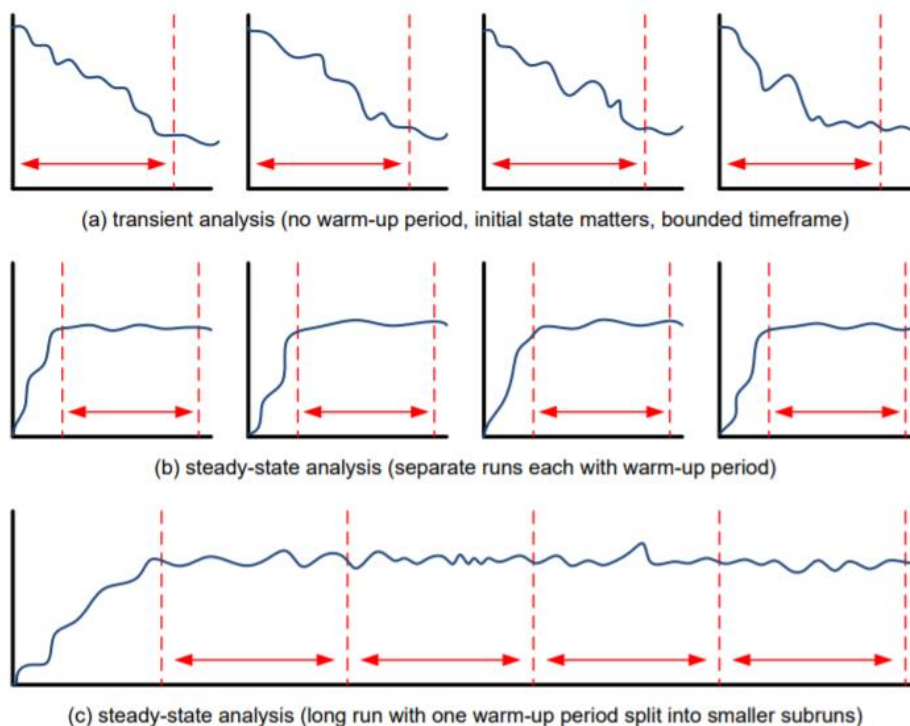 (a) transient analysis (no warm-up period, initial state matters, bounded timeframe)
(b) steady-state analysis (separate runs each with warm-up period)
(c) steady-state analysis (long run with one warm-up period split into smaller subruns)